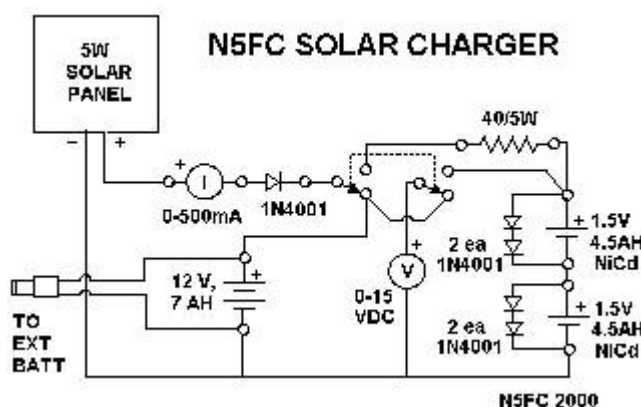 N5FC SOLAR CHARGER
5W
SOLAR
PANEL
− +
40/5W
+
I
0-500mA
1N4001
12 V,
7 AH
+
+
V
0-15
VDC
2 ea
1N4001
+ 1.5V
4.5AH
NiCd
2 ea
1N4001
+ 1.5V
4.5AH
NiCd
TO
EXT
BATT
N5FC 2000